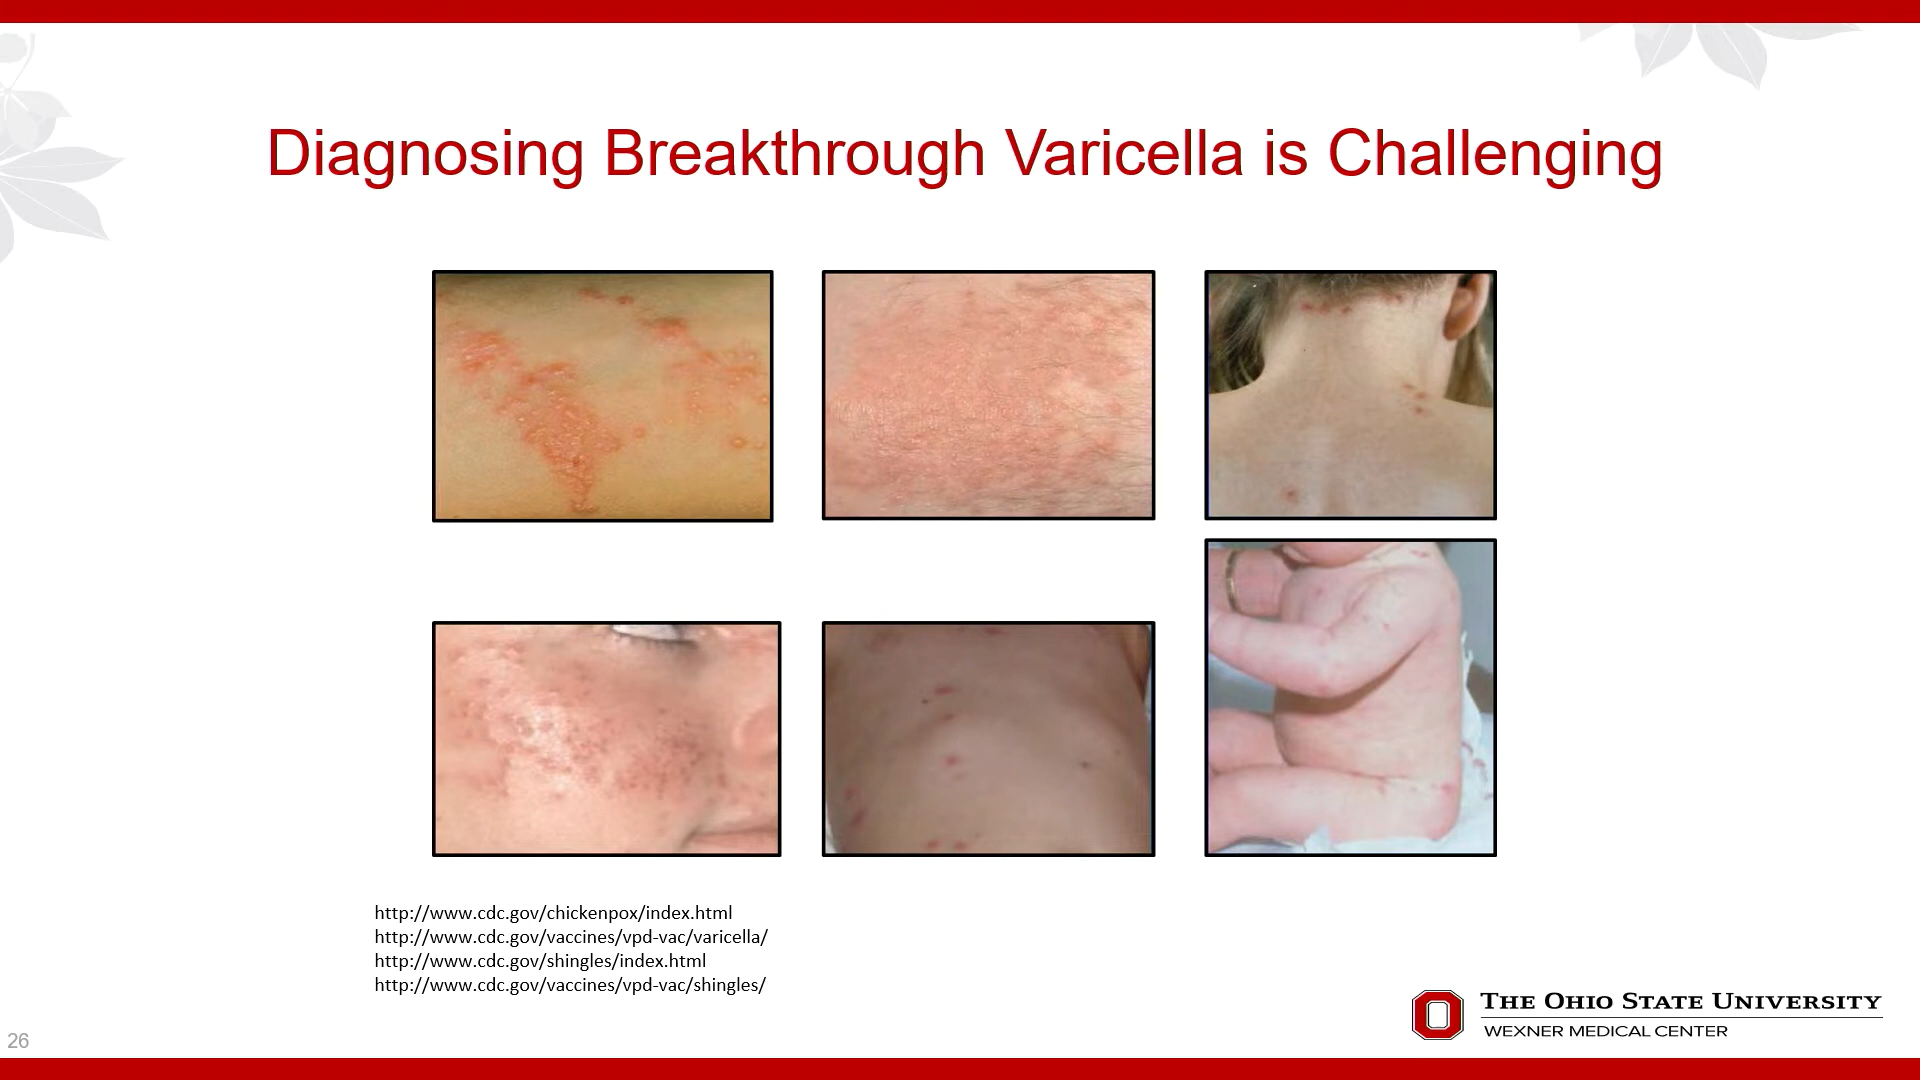 Diagnosing Breakthrough Varicella is Challenging
http://www.cdc.gov/chickenpox/index.html
http://www.cdc.gov/vaccines/vpd-vac/varicella/
http://www.cdc.gov/shingles/index.html
http://www.cdc.gov/vaccines/vpd-vac/shingles/
THE OHIO STATE UNIVERSITY
WEXNER MEDICAL CENTER
26